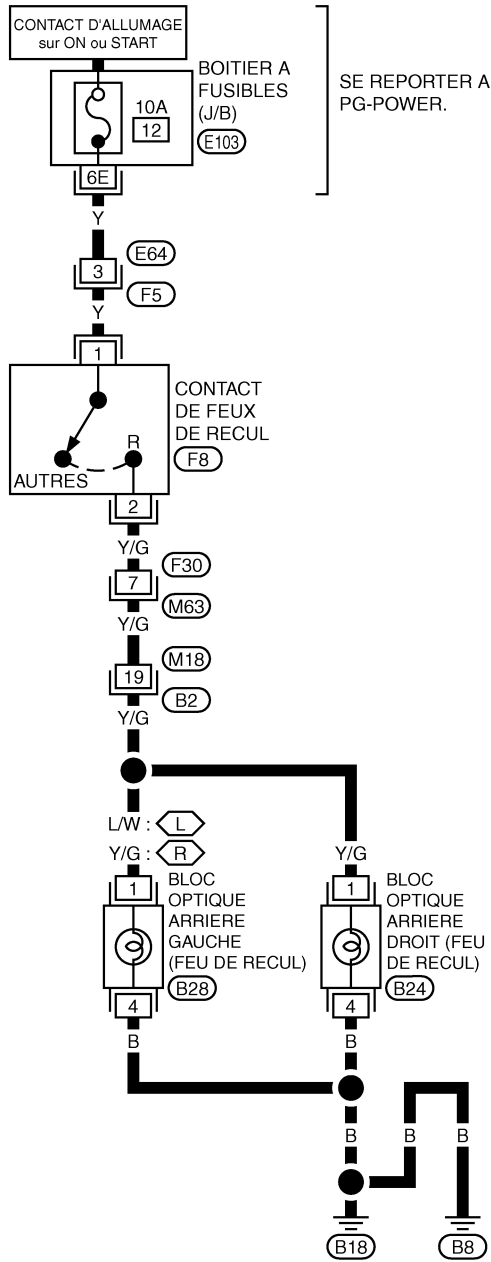 CONTACT D'ALLUMAGE
sur ON ou START
BOITIER A
FUSIBLES
(J/B)
E103
SE REPORTER A
PG-POWER.
10A
12
6E
Y
3
E64
F5
Y
1
CONTACT
DE FEUX
DE RECUL
F8
R
AUTRES
2
Y/G
7
F30
M63
Y/G
19
M18
B2
Y/G
L/W : L
Y/G : R
Y/G
1
BLOC
OPTIQUE
ARRIERE
GAUCHE
(FEU DE RECUL)
B28
4
1
BLOC
OPTIQUE
ARRIERE
DROIT (FEU
DE RECUL)
B24
4
B
B
B
B
B
B18
B8